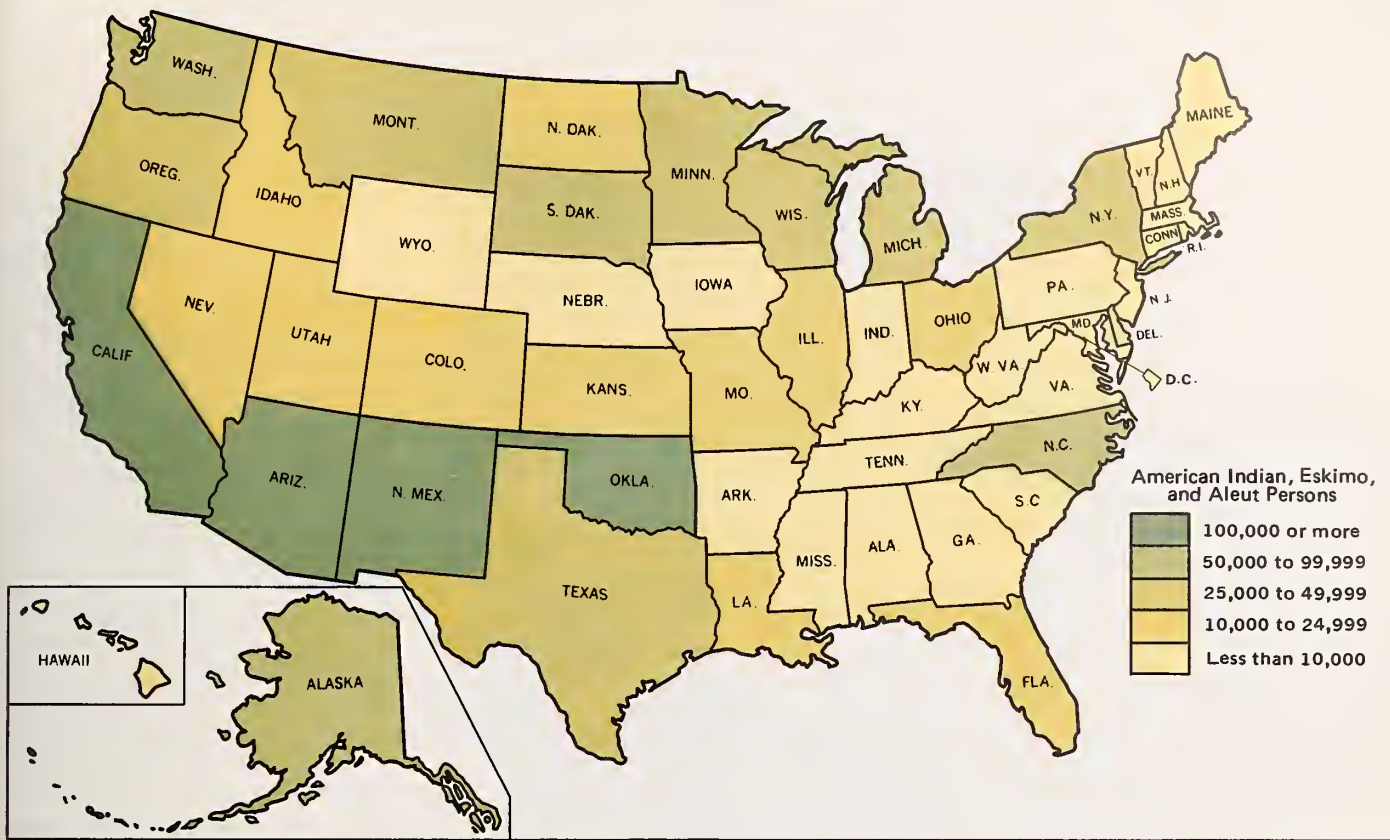 WASH.
MONT.
N. DAK.
MINN.
MAINE
VT.
N.H
OREG.
IDAHO
S. DAK.
WIS.
MICH.
N.Y.
MASS.
CONN
R.I.
WYO.
IOWA
NEBR.
PA.
N J.
NEV.
UTAH
COLO.
ILL.
IND.
OHIO
MD.
DEL.
CALIF
KANS.
MO.
W VA
VA.
D.C.
KY.
ARIZ.
N. MEX.
OKLA.
ARK.
TENN.
N.C.
S.C
TEXAS
LA.
MISS.
ALA.
GA.
FLA.
HAWAII
ALASKA
American Indian, Eskimo,
and Aleut Persons
100,000 or more
50,000 to 99,999
25,000 to 49,999
10,000 to 24,999
Less than 10,000